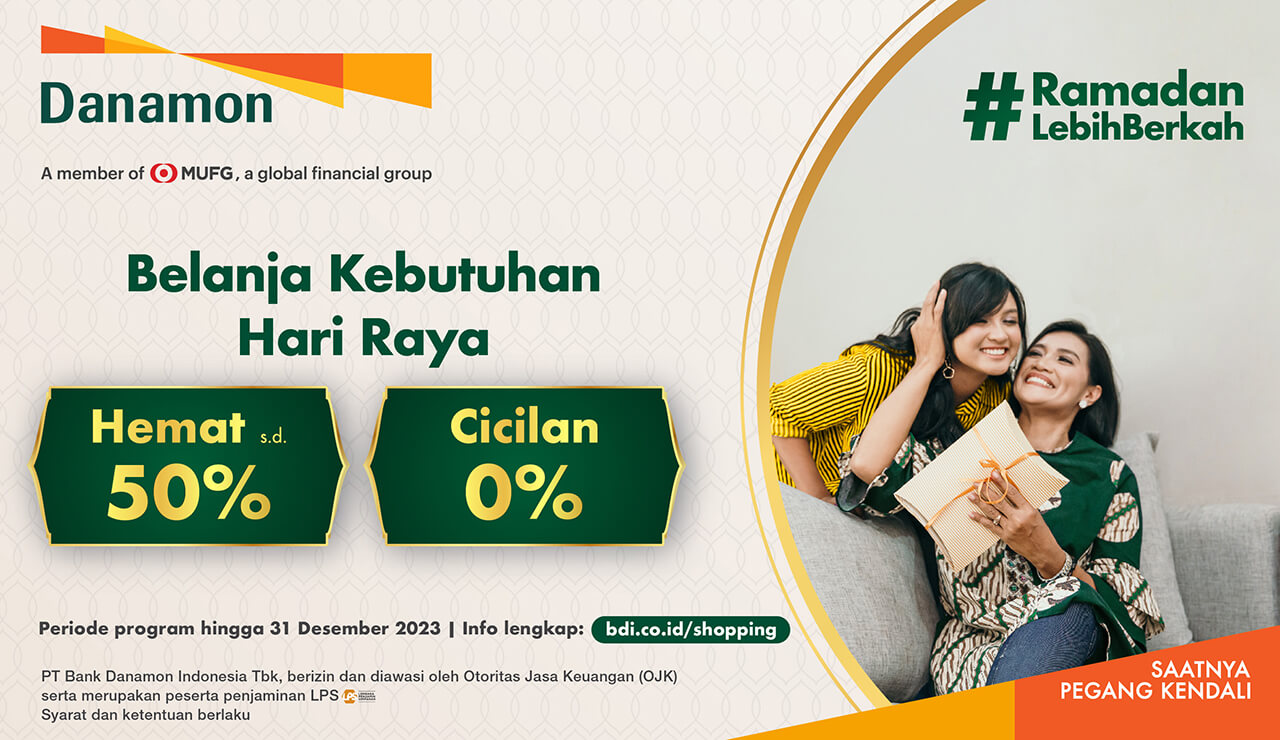 Danamon
A member of MUFG, a global financial group
#Ramadan
LebihBerkah
Belanja Kebutuhan
Hari Raya
Hemat s.d.
50%
Cicilan
0%
Periode program hingga 31 Desember 2023 | Info lengkap: bdi.co.id/shopping
PT Bank Danamon Indonesia Tbk, berizin dan diawasi oleh Otoritas Jasa Keuangan (OJK)
serta merupakan peserta penjaminan LPS
Syarat dan ketentuan berlaku
SAATNYA
PEGANG KENDALI